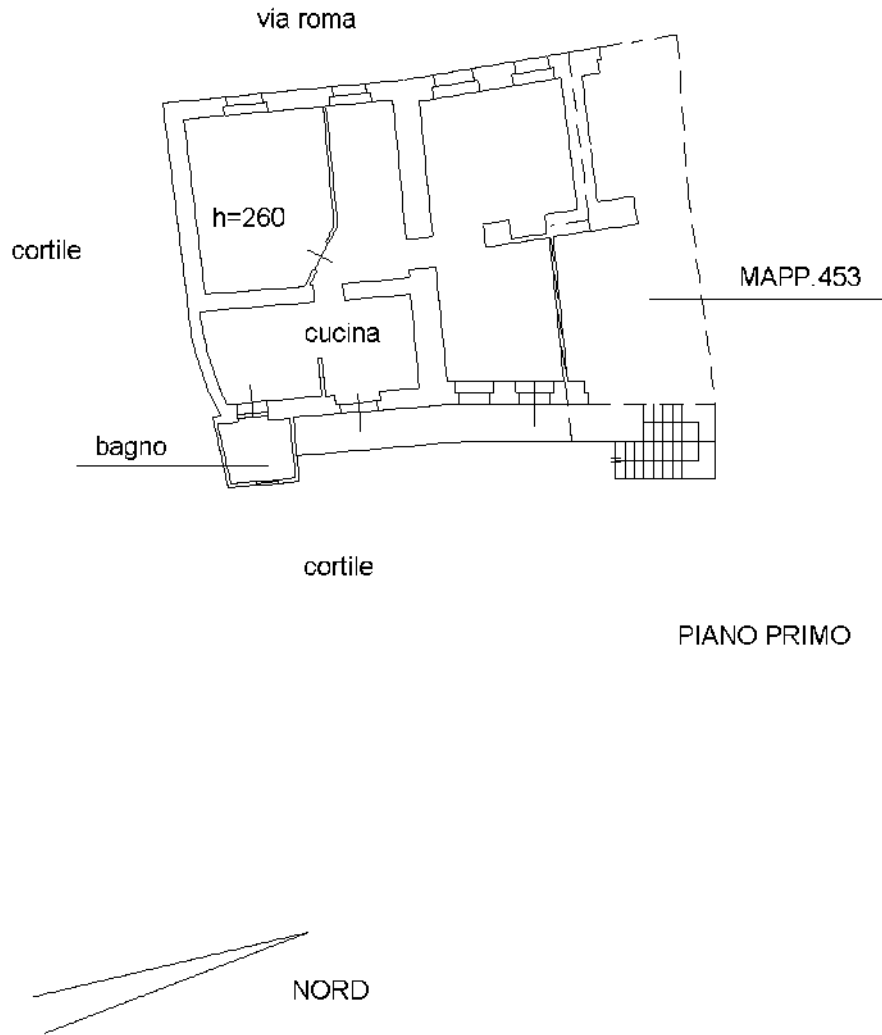 via roma
h=260
cortile
MAPP.453
cucina
bagno
cortile
PIANO PRIMO
NORD